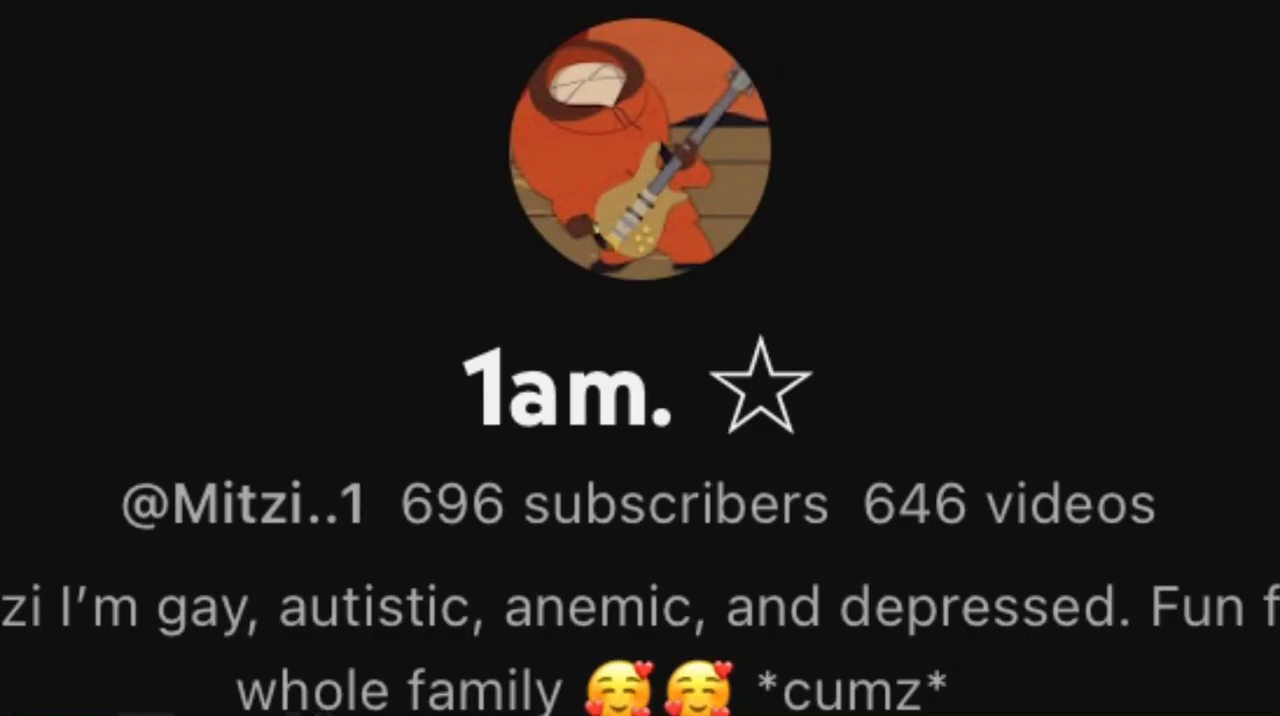 1am. ☆
@Mitzi..1 696 subscribers 646 videos
zi I’m gay, autistic, anemic, and depressed. Fun f
whole family 🥰🥰 *cumz*